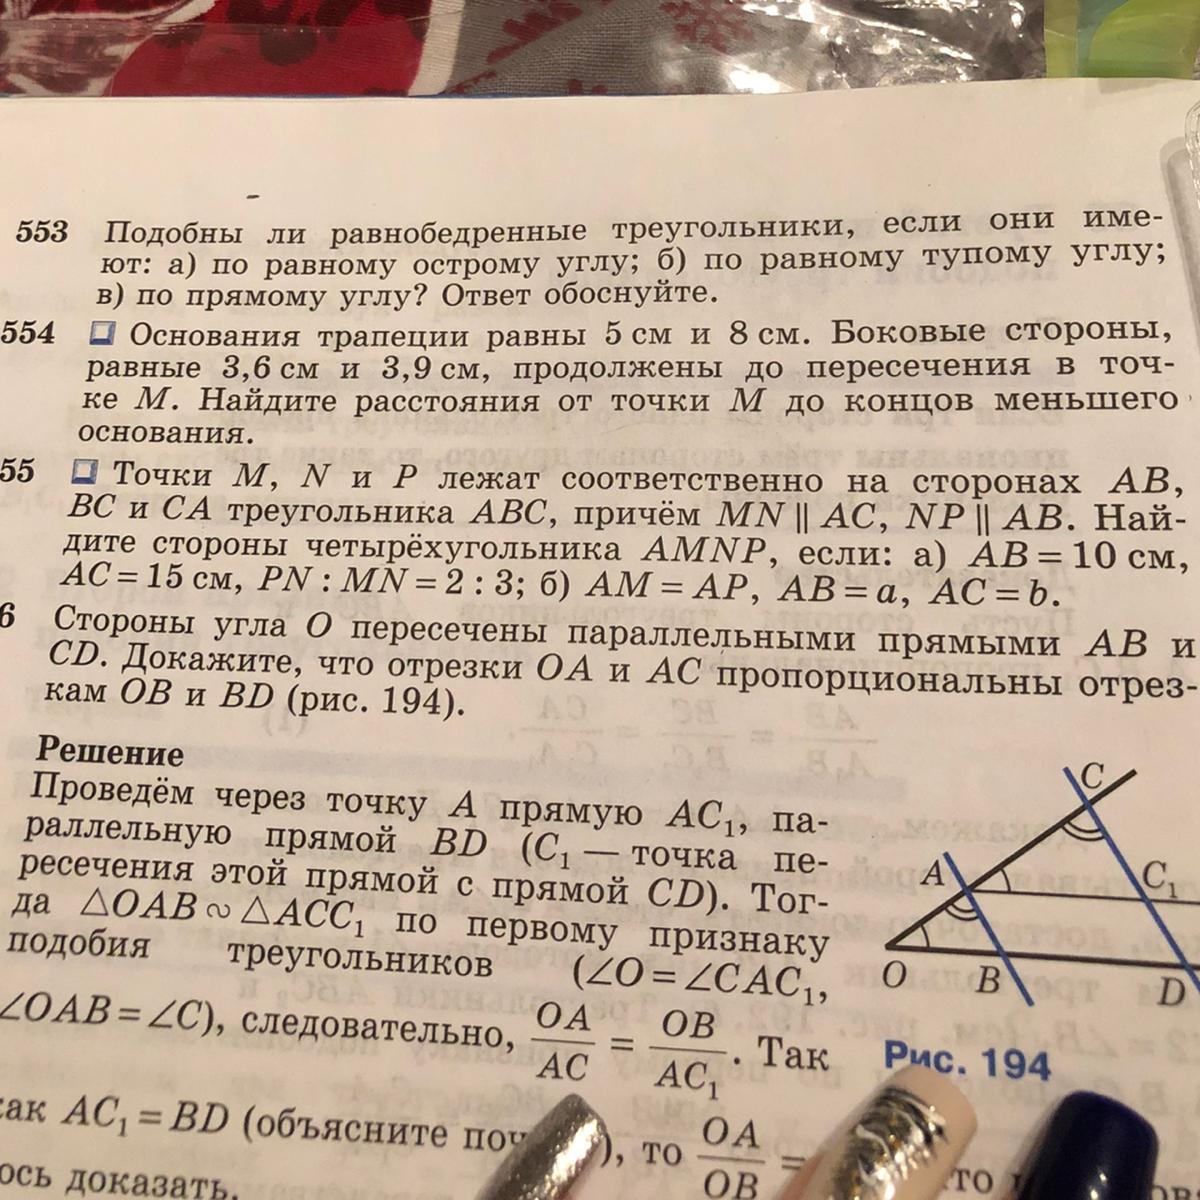 553 Подобны ли равнобедренные треугольники, если они име-
ют: а) по равному острому углу; б) по равному тупому углу;
в) по прямому углу? Ответ обоснуйте.
554 Основания трапеции равны 5 см и 8 см. Боковые стороны,
равные 3,6 см и 3,9 см, продолжены до пересечения в точ-
ке M. Найдите расстояния от точки M до концов меньшего
основания.
55 Точки M, N и P лежат соответственно на сторонах AB,
BC и CA треугольника ABC, причём MN || AC, NP || AB. Най-
дите стороны четырёхугольника AMNP, если: а) AB = 10 см,
AC = 15 см, PN : MN = 2 : 3; б) AM = AP, AB = a, AC = b.
6 Стороны угла O пересечены параллельными прямыми AB и
CD. Докажите, что отрезки OA и AC пропорциональны отрез-
кам OB и BD (рис. 194).
Решение
Проведём через точку A прямую AC₁, па-
раллельную прямой BD (C₁ — точка пе-
ресечения этой прямой с прямой CD). Тог-
да △OAB ∾ △ACC₁ по первому признаку
подобия треугольников (∠O = ∠CAC₁,
∠OAB = ∠C), следовательно, OA/AC = OB/AC₁. Так
как AC₁ = BD (объясните), то OA/OB =
ось доказать.
C
A
C₁
O
B
D
Рис. 194